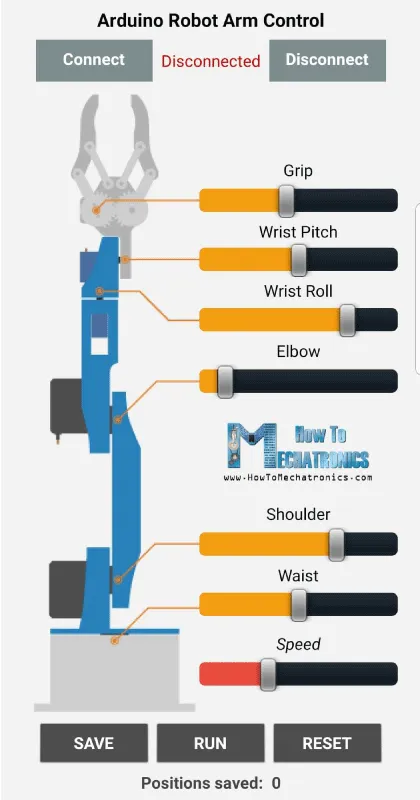 Arduino Robot Arm Control
Connect
Disconnected
Disconnect
Grip
Wrist Pitch
Wrist Roll
Elbow
How To
MECHATRONICS
www.HowToMechatronics.com
Shoulder
Waist
Speed
SAVE
RUN
RESET
Positions saved: 0